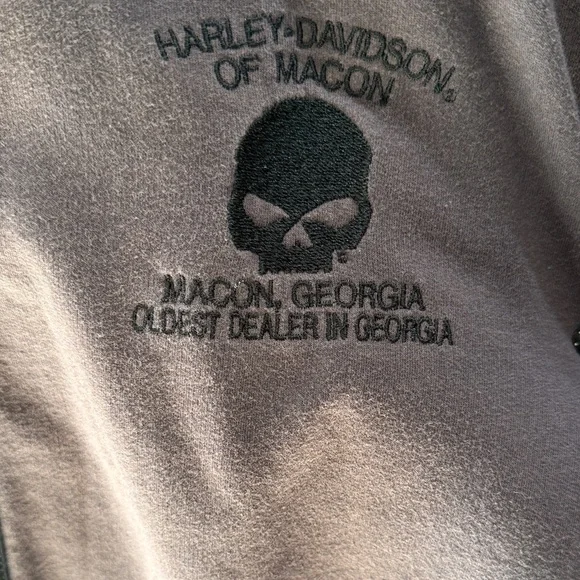 HARLEY-DAVIDSON
OF MACON
MACON, GEORGIA
OLDEST DEALER IN GEORGIA